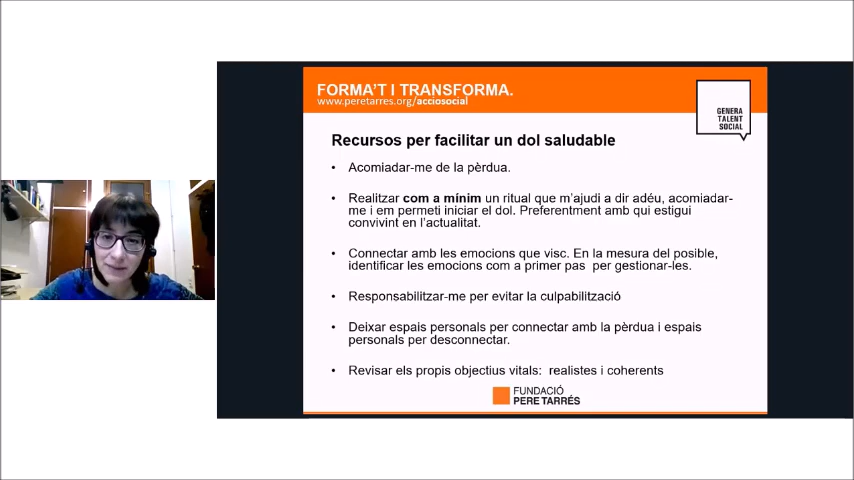 FORMA'T I TRANSFORMA.
www.peretarres.org/acciosocial
GENERA
TALENT
SOCIAL
Recursos per facilitar un dol saludable
• Acomiadar-me de la pèrdua.
• Realitzar com a mínim un ritual que m'ajudi a dir adéu, acomiadar-
me i em permeti iniciar el dol. Preferentment amb qui estigui
convivint en l'actualitat.
• Connectar amb les emocions que visc. En la mesura del posible,
identificar les emocions com a primer pas per gestionar-les.
• Responsabilitzar-me per evitar la culpabilització
• Deixar espais personals per connectar amb la pèrdua i espais
personals per desconnectar.
• Revisar els propis objectius vitals: realistes i coherents
FUNDACIÓ
PERE TARRÉS